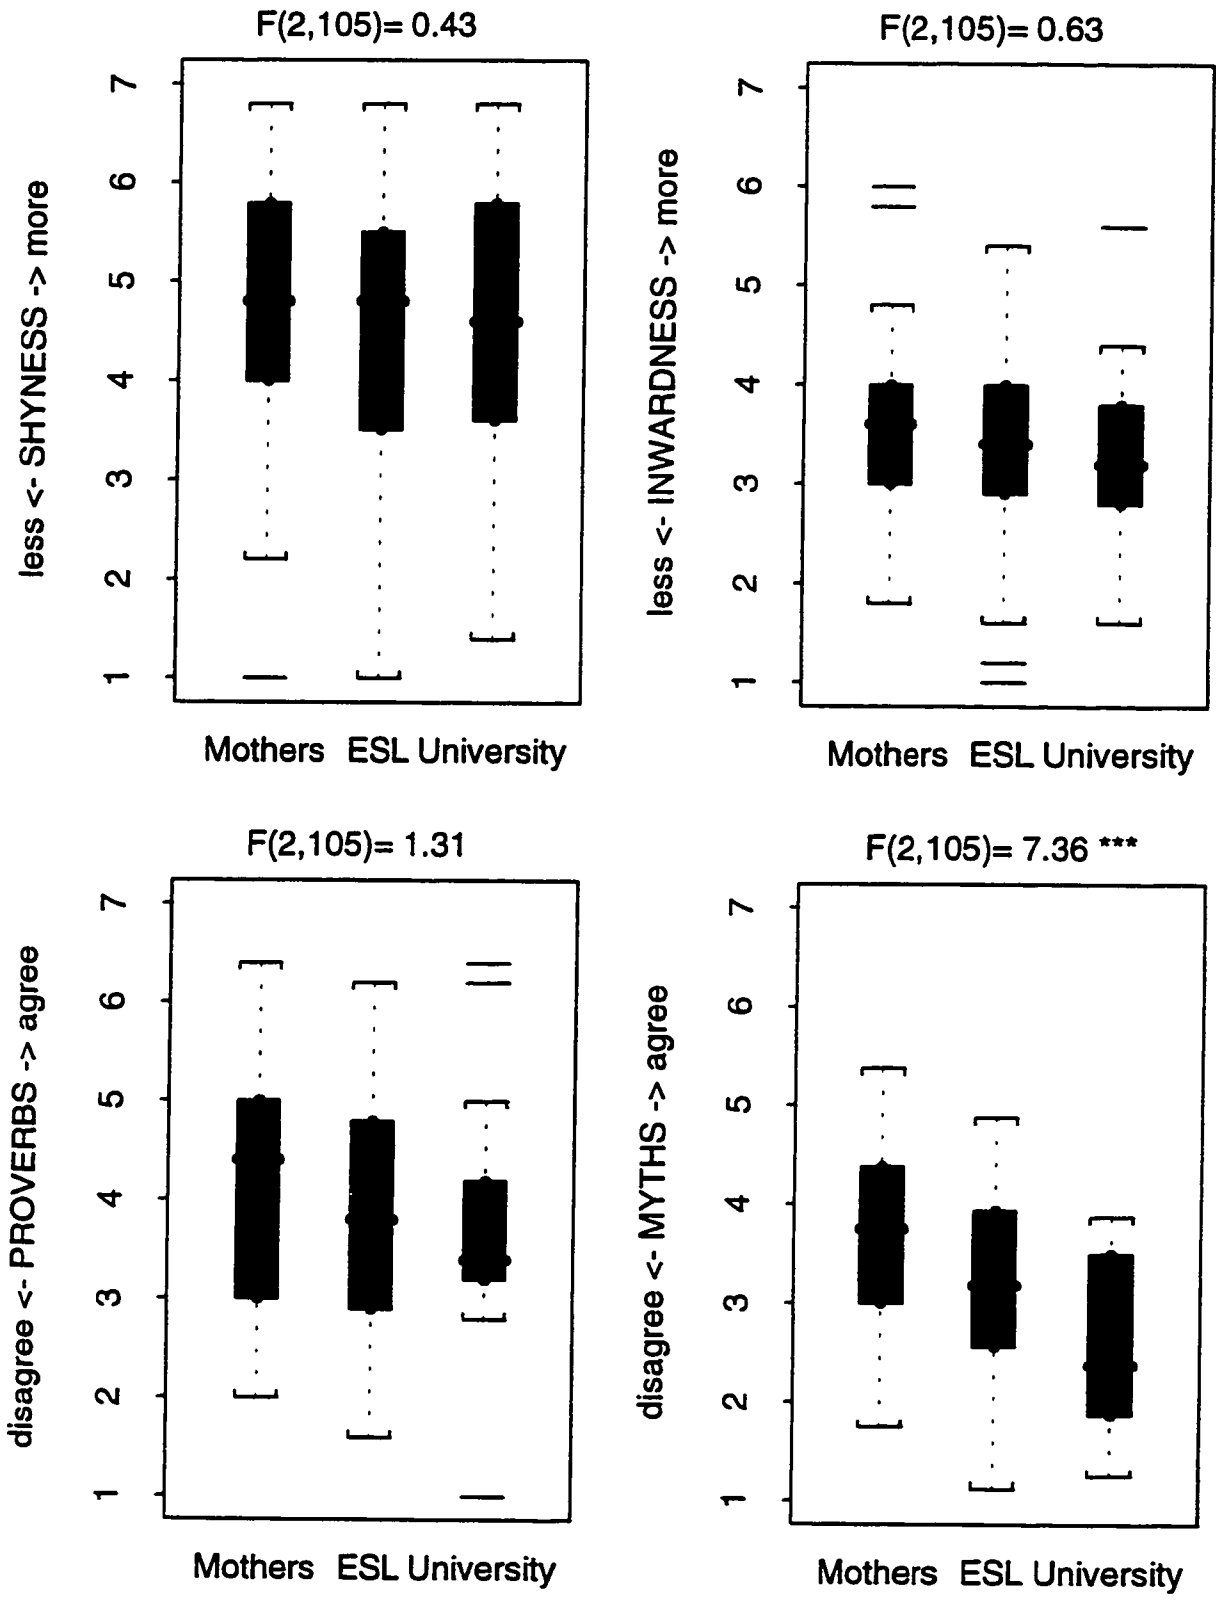 F(2,105)= 0.43
less <- SHYNESS -> more
7
6
5
4
3
2
1
Mothers ESL University
F(2,105)= 0.63
less <- INWARDNESS -> more
7
6
5
4
3
2
1
Mothers ESL University
F(2,105)= 1.31
disagree <- PROVERBS -> agree
7
6
5
4
3
2
1
Mothers ESL University
F(2,105)= 7.36 ***
disagree <- MYTHS -> agree
7
6
5
4
3
2
1
Mothers ESL University